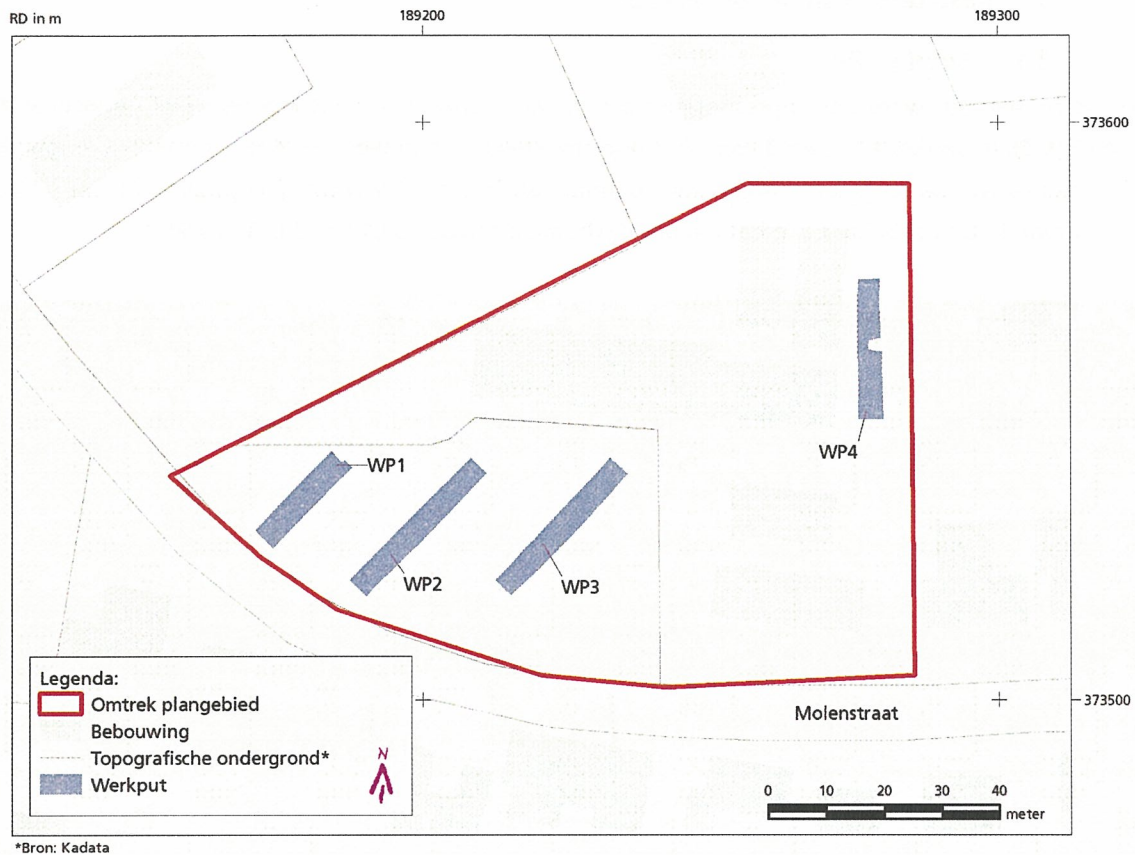 RD in m
189200
189300
373600
WP4
WP1
WP2
WP3
Legenda:
Omtrek plangebied
Bebouwing
Topografische ondergrond*
Werkput
N
373500
Molenstraat
0 10 20 30 40
meter
*Bron: Kadata